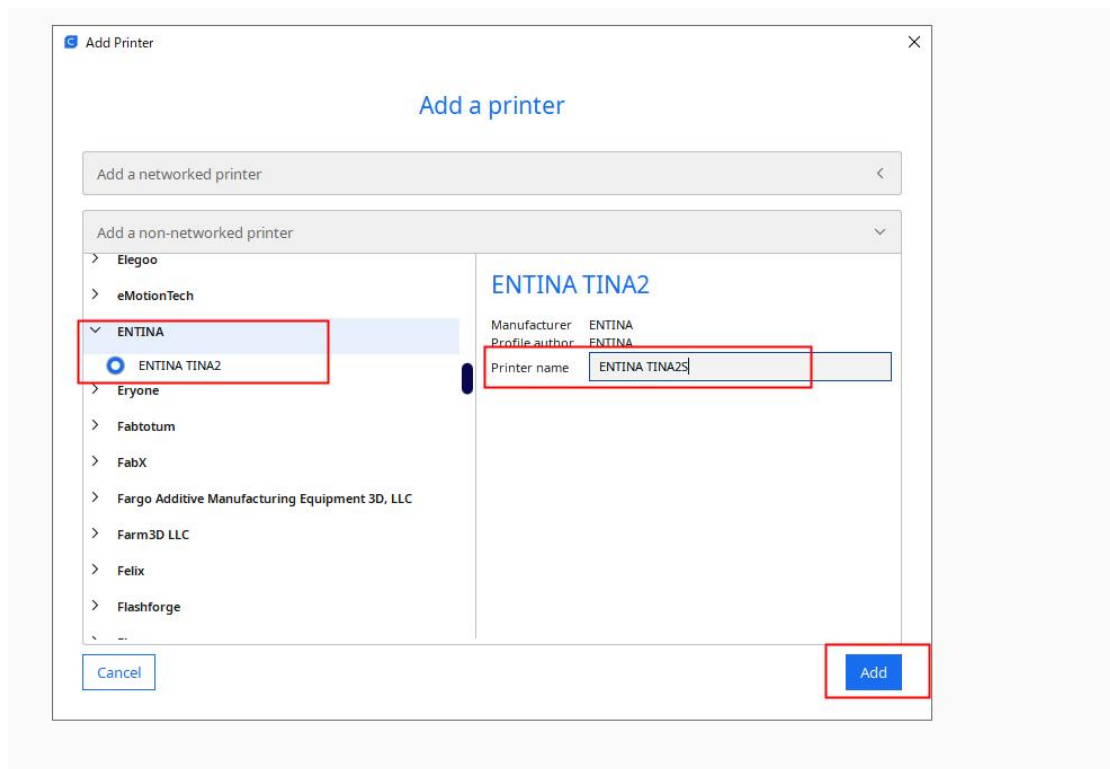 Add Printer
Add a printer
Add a networked printer
Add a non-networked printer
Elegoo
eMotionTech
ENTINA
ENTINA TINA2
Eryone
Fabtotum
FabX
Fargo Additive Manufacturing Equipment 3D, LLC
Farm3D LLC
Felix
Flashforge
ENTINA TINA2
Manufacturer ENTINA
Profile author ENTINA
Printer name ENTINA TINA2S
Cancel
Add